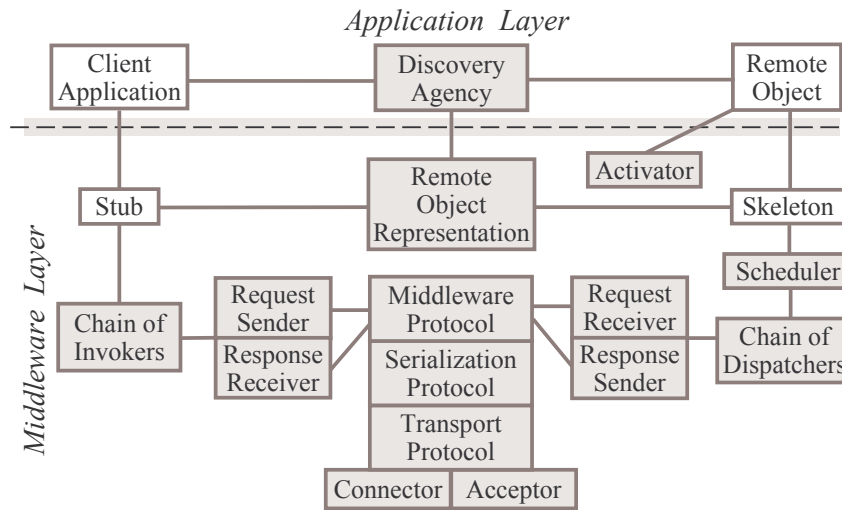 Application Layer
Client
Application
Discovery
Agency
Remote
Object
Activator
Stub
Remote
Object
Representation
Skeleton
Scheduler
Middleware Layer
Chain of
Invokers
Request
Sender
Response
Receiver
Middleware
Protocol
Serialization
Protocol
Transport
Protocol
Connector
Acceptor
Request
Receiver
Response
Sender
Chain of
Dispatchers